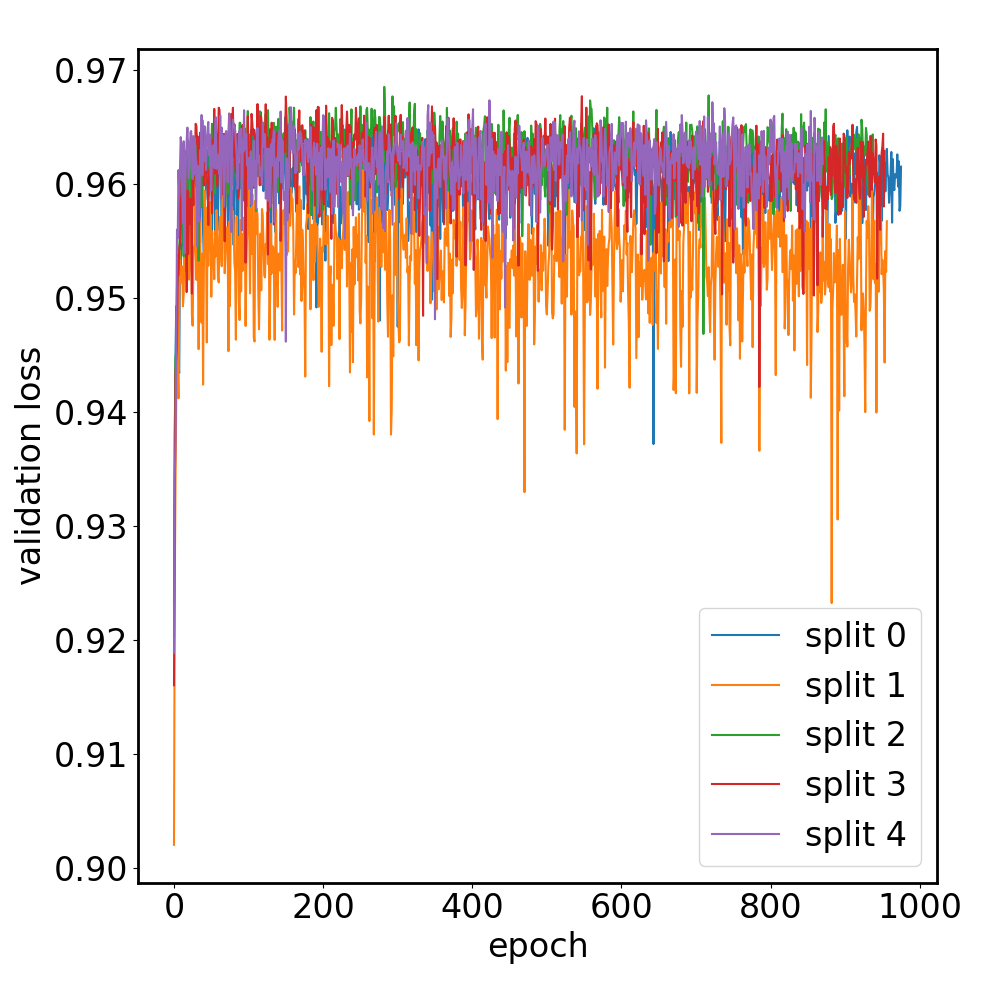 0.97
0.96
0.95
0.94
0.93
0.92
0.91
0.90
validation loss
0 200 400 600 800 1000
epoch
split 0
split 1
split 2
split 3
split 4